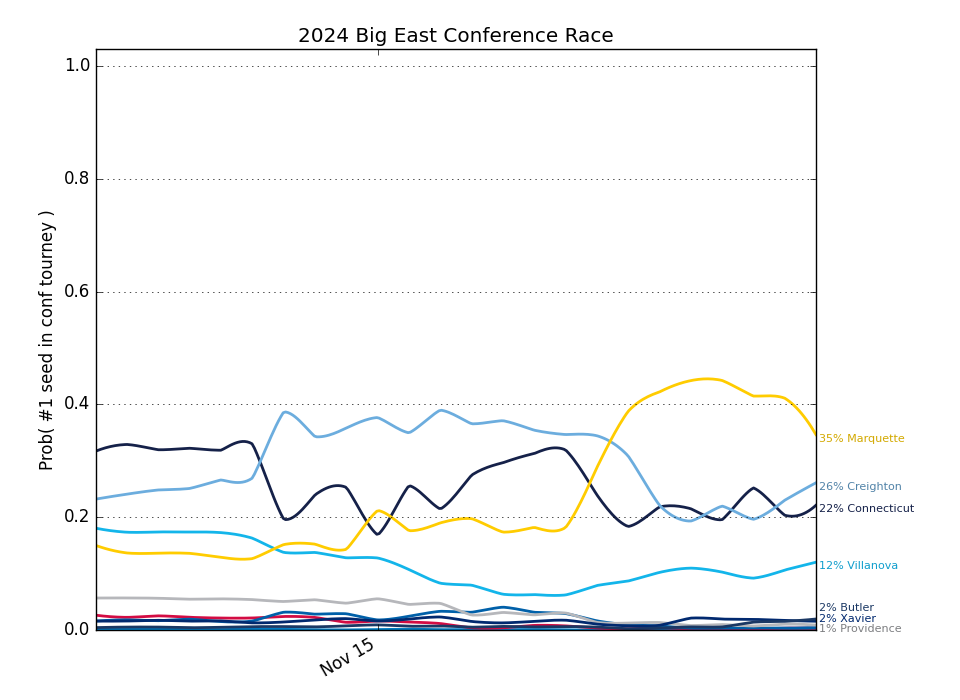 2024 Big East Conference Race
Prob( #1 seed in conf tourney )
1.0
0.8
0.6
0.4
0.2
0.0
Nov 15
35% Marquette
26% Creighton
22% Connecticut
12% Villanova
2% Butler
2% Xavier
1% Providence